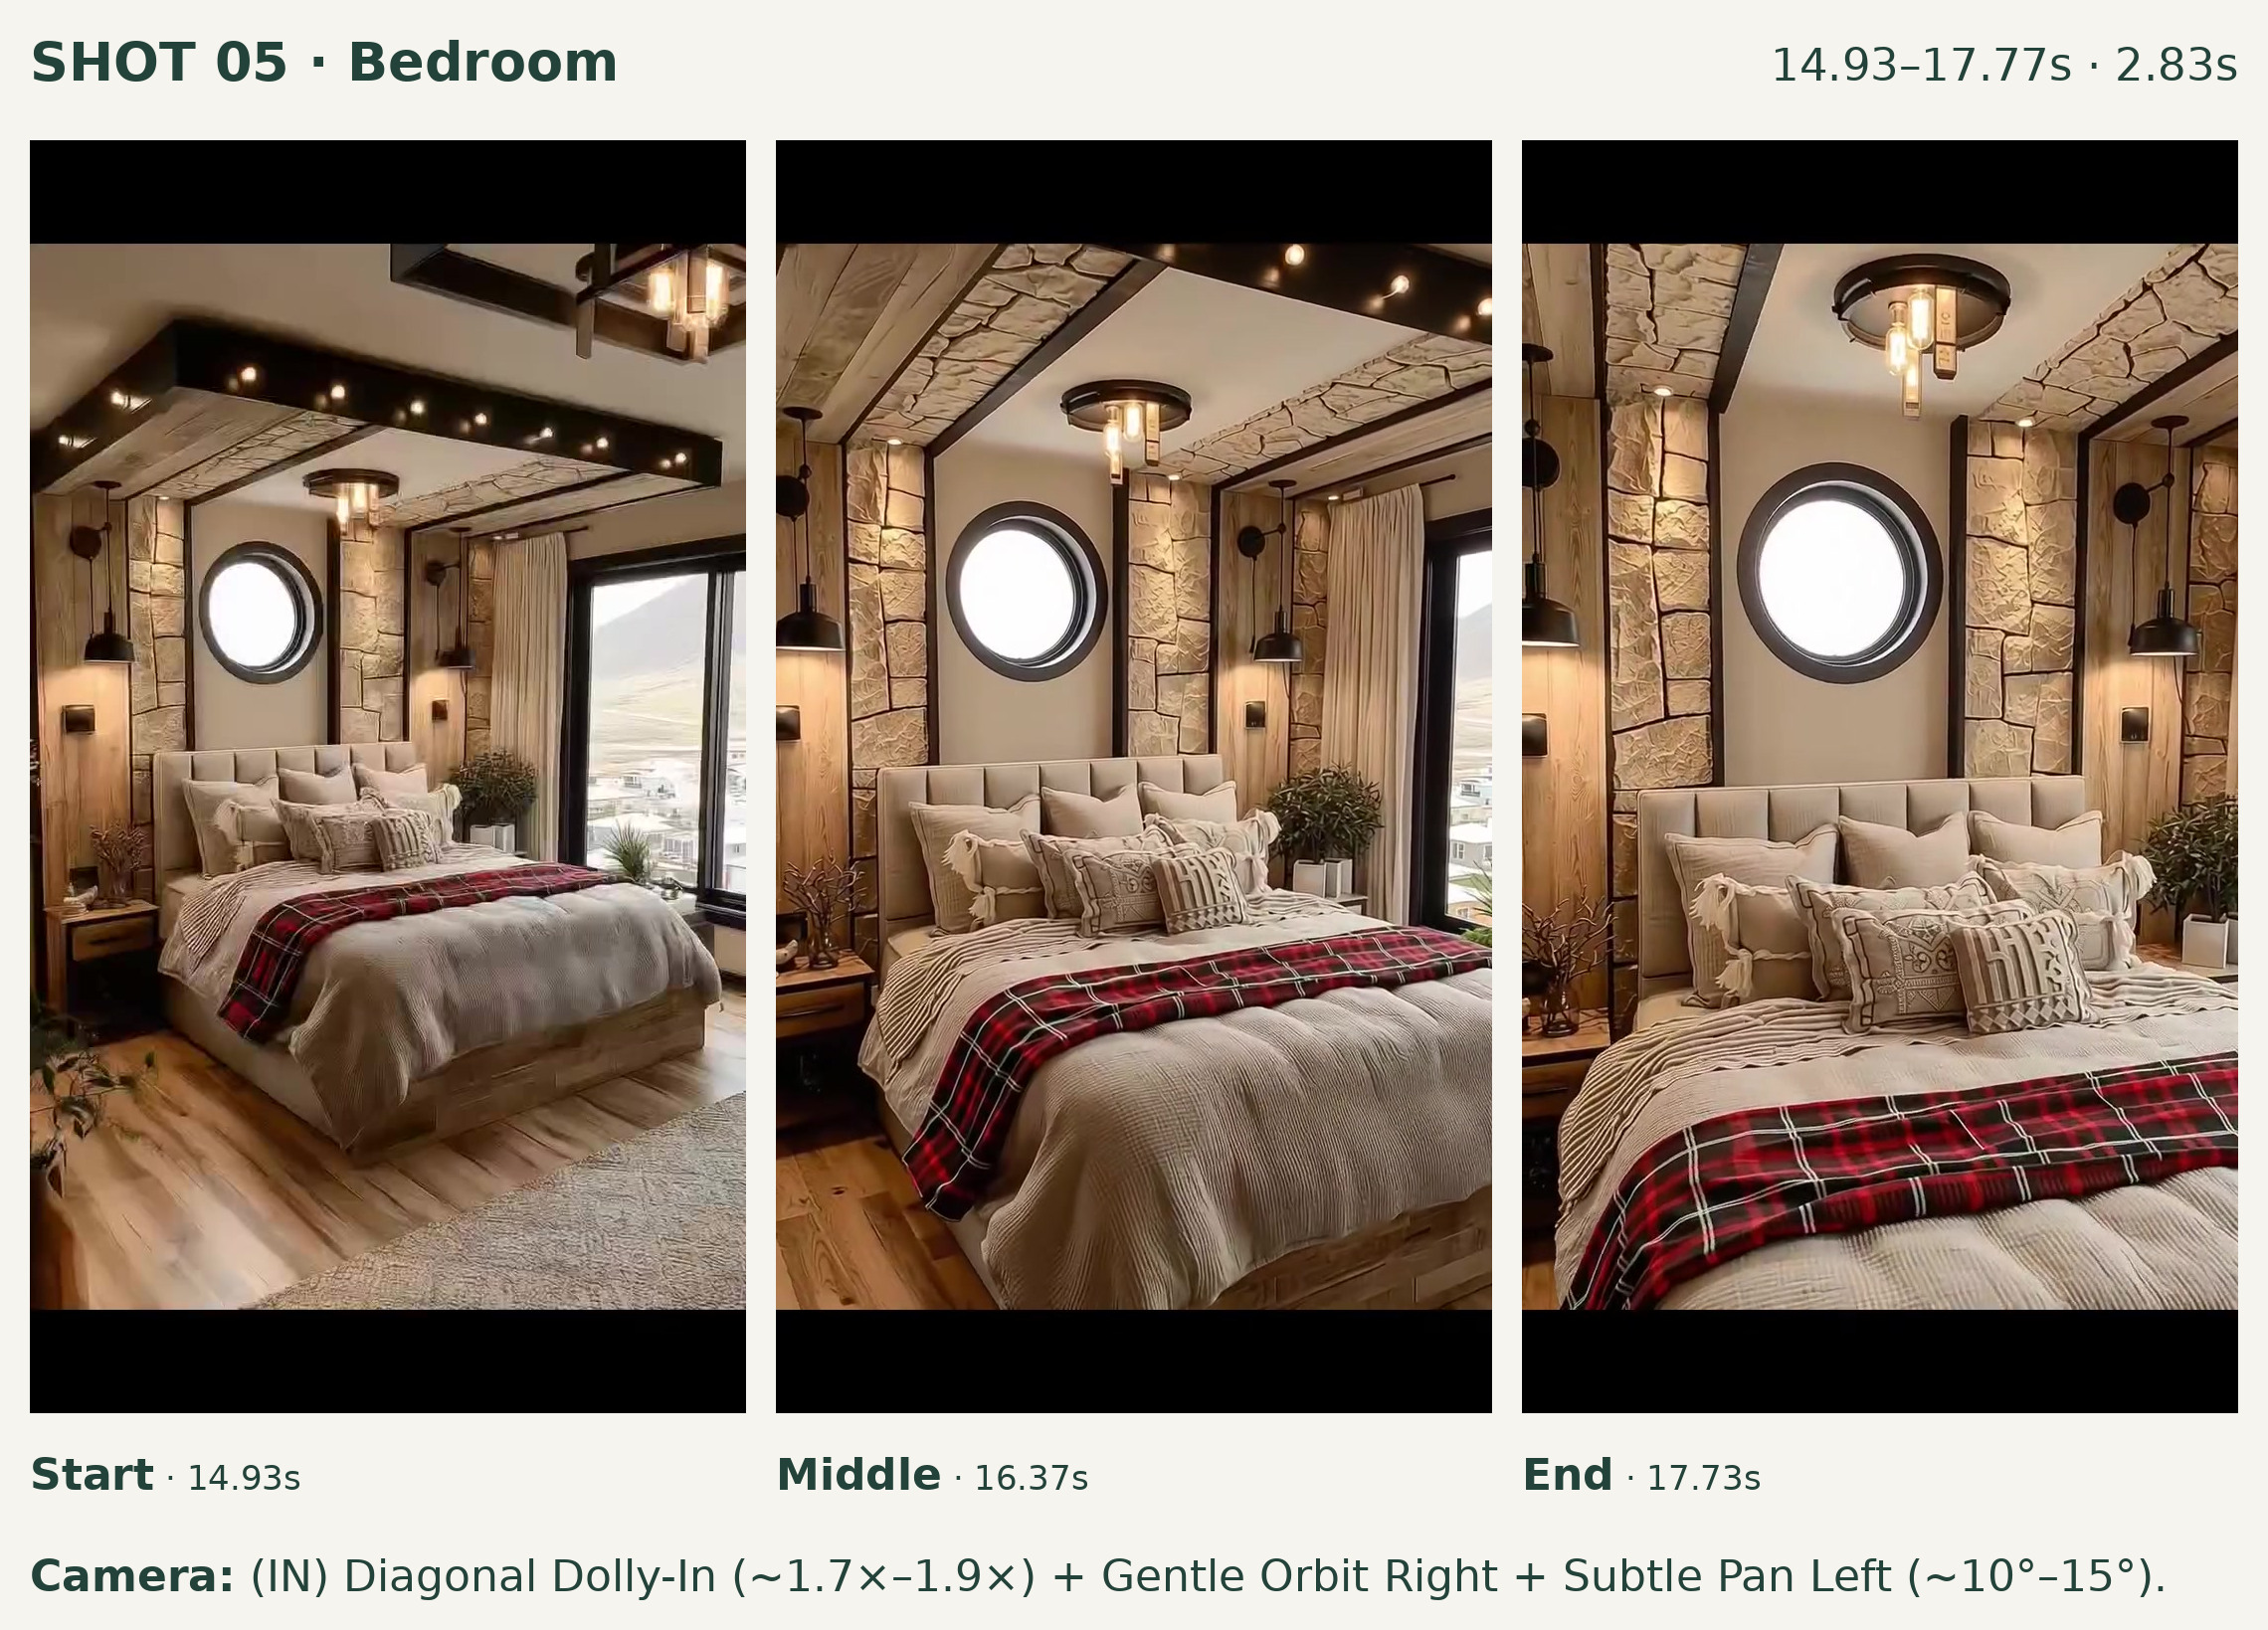 SHOT 05 · Bedroom
14.93–17.77s · 2.83s
Start · 14.93s
Middle · 16.37s
End · 17.73s
Camera: (IN) Diagonal Dolly-In (~1.7×–1.9×) + Gentle Orbit Right + Subtle Pan Left (~10°–15°).